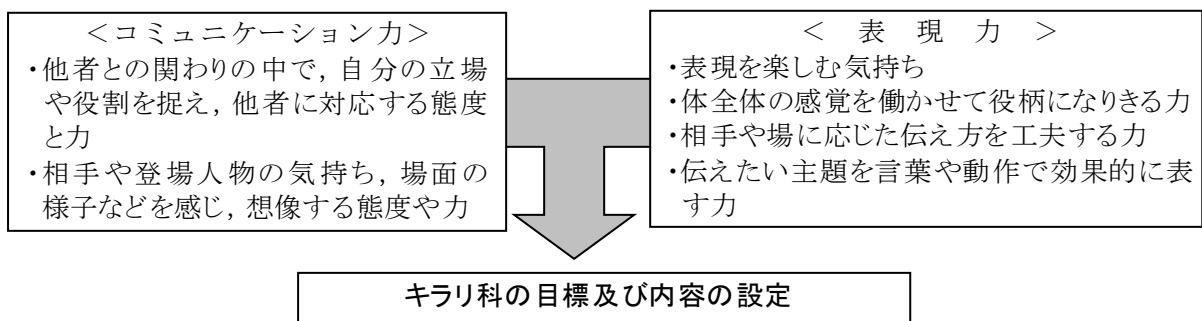 <コミュニケーション力>
・他者との関わりの中で，自分の立場
や役割を捉え，他者に対応する態度
と力
・相手や登場人物の気持ち，場面の
様子などを感じ，想像する態度や力
< 表 現 力 >
・表現を楽しむ気持ち
・体全体の感覚を働かせて役柄になりきる力
・相手や場に応じた伝え方を工夫する力
・伝えたい主題を言葉や動作で効果的に表
す力
キラリ科の目標及び内容の設定